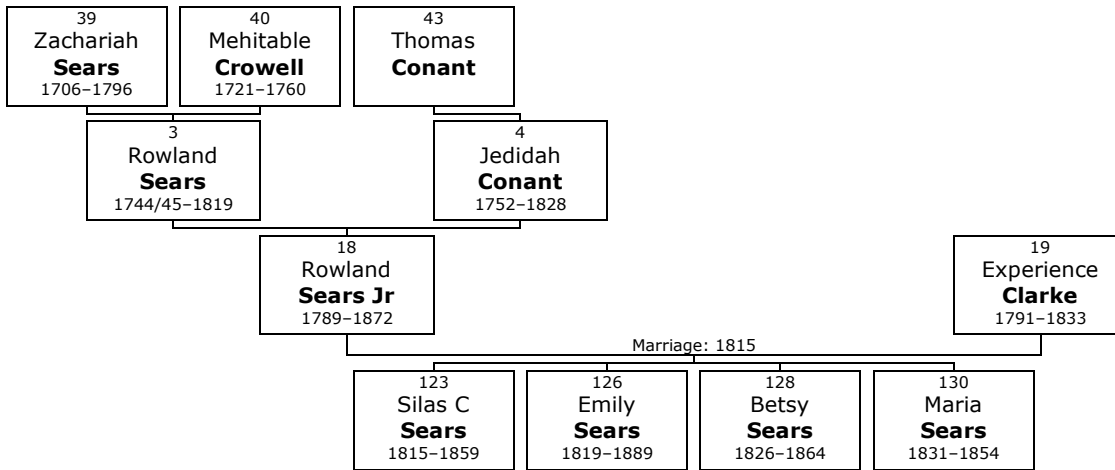 39
Zachariah
Sears
1706–1796
40
Mehitable
Crowell
1721–1760
43
Thomas
Conant
3
Rowland
Sears
1744/45–1819
4
Jedidah
Conant
1752–1828
18
Rowland
Sears Jr
1789–1872
19
Experience
Clarke
1791–1833
Marriage: 1815
123
Silas C
Sears
1815–1859
126
Emily
Sears
1819–1889
128
Betsy
Sears
1826–1864
130
Maria
Sears
1831–1854